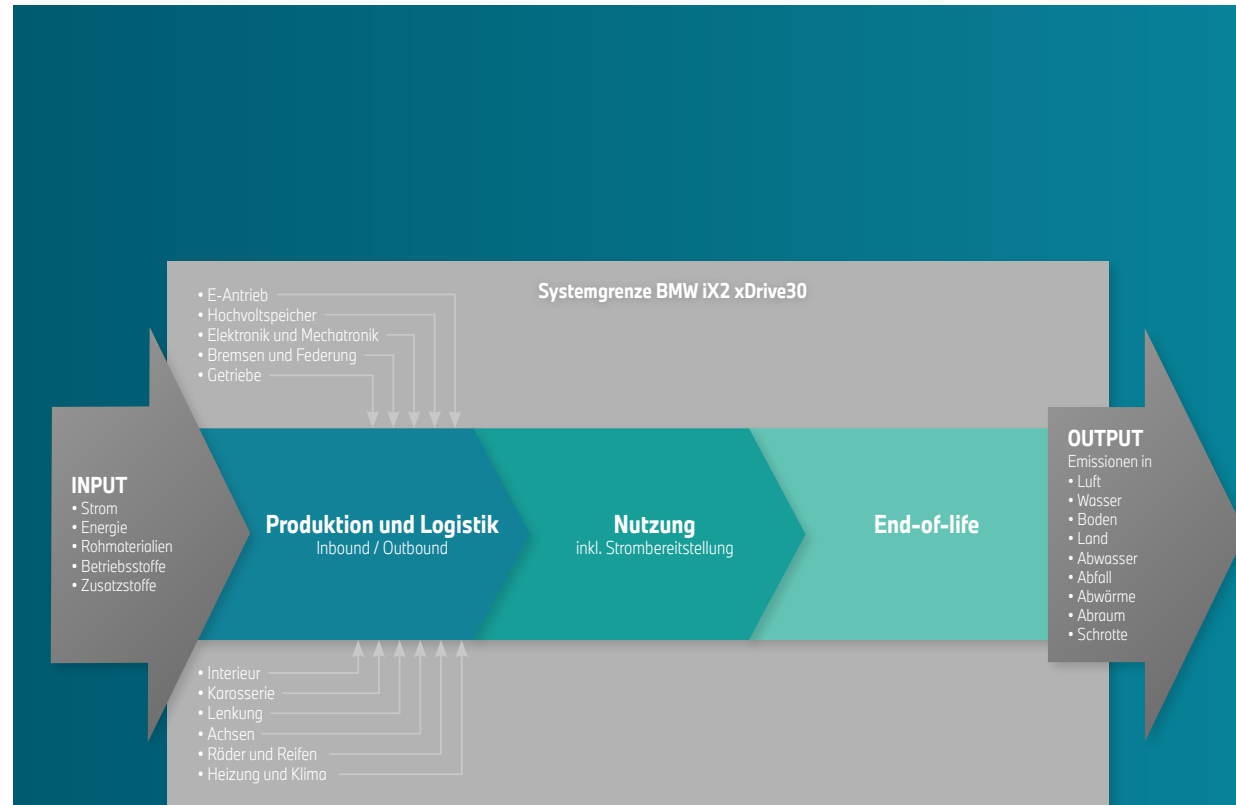 Systemgrenze BMW iX2 xDrive30
• E-Antrieb
• Hochvoltspeicher
• Elektronik und Mechatronik
• Bremsen und Federung
• Getriebe
INPUT
• Strom
• Energie
• Rohmaterialien
• Betriebsstoffe
• Zusatzstoffe
Produktion und Logistik
Inbound / Outbound
Nutzung
inkl. Strombereitstellung
End-of-life
OUTPUT
Emissionen in
• Luft
• Wasser
• Boden
• Land
• Abwasser
• Abfall
• Abwärme
• Abraum
• Schrotte
• Interieur
• Karosserie
• Lenkung
• Achsen
• Räder und Reifen
• Heizung und Klima